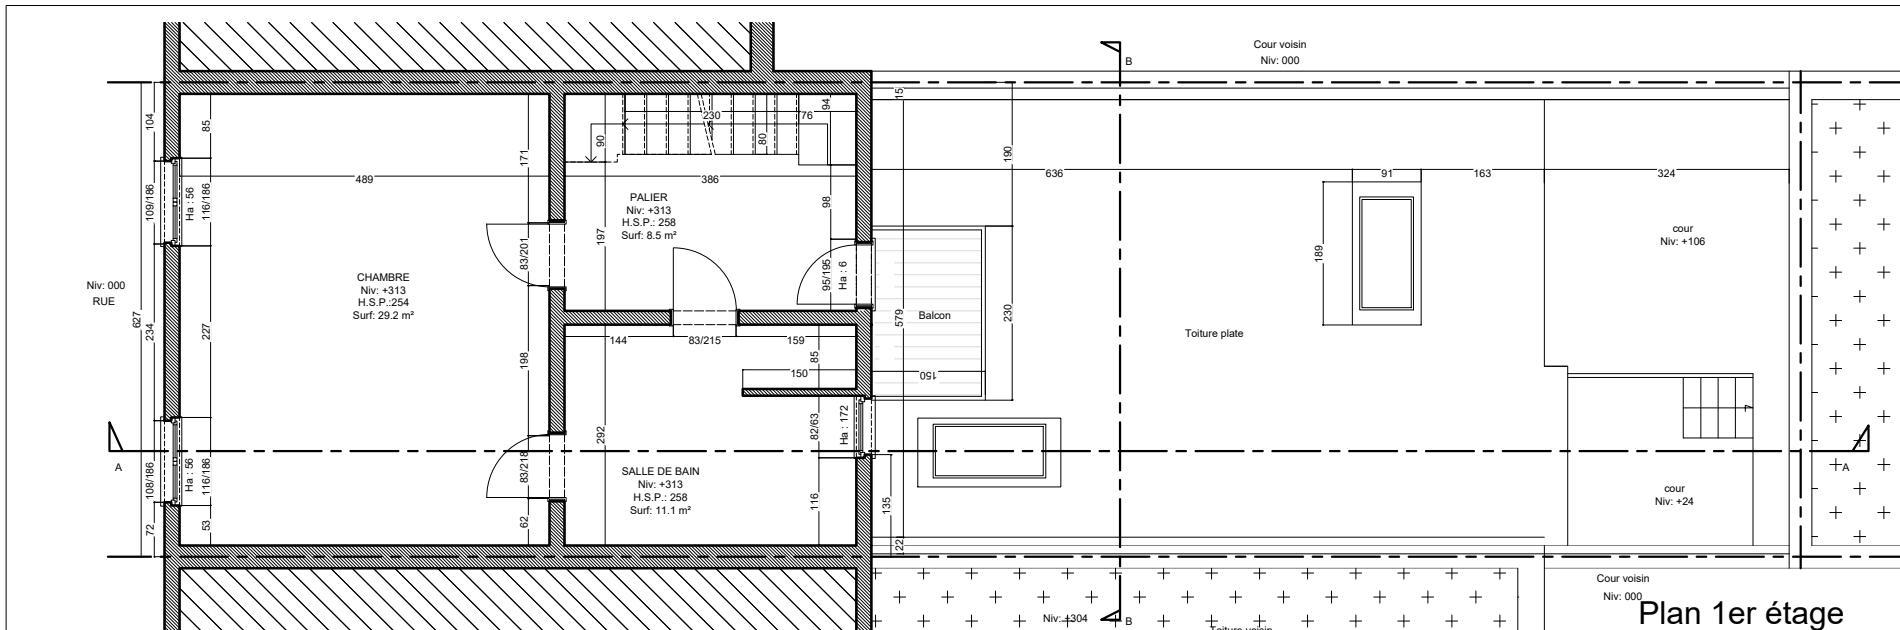 Cour voisin
Niv: 000
B
15
104
85
94
230
76
90
80
171
190
489
386
636
91
163
324
109/186
Ha : 56
116/186
PALIER
Niv: +313
H.S.P.: 258
Surf: 8.5 m²
98
197
83/201
95/195
Ha : 6
189
cour
Niv: +106
Niv: 000
RUE
627
234
227
CHAMBRE
Niv: +313
H.S.P.:254
Surf: 29.2 m²
Balcon
579
230
Toiture plate
144
83/215
159
85
198
150
150
7
292
82/63
Ha : 172
A
A
108/186
Ha : 56
116/186
83/218
SALLE DE BAIN
Niv: +313
H.S.P.: 258
Surf: 11.1 m²
116
135
cour
Niv: +24
72
53
62
22
Cour voisin
Niv: 000
Niv: +304
B
Toiture voisin
Plan 1er étage